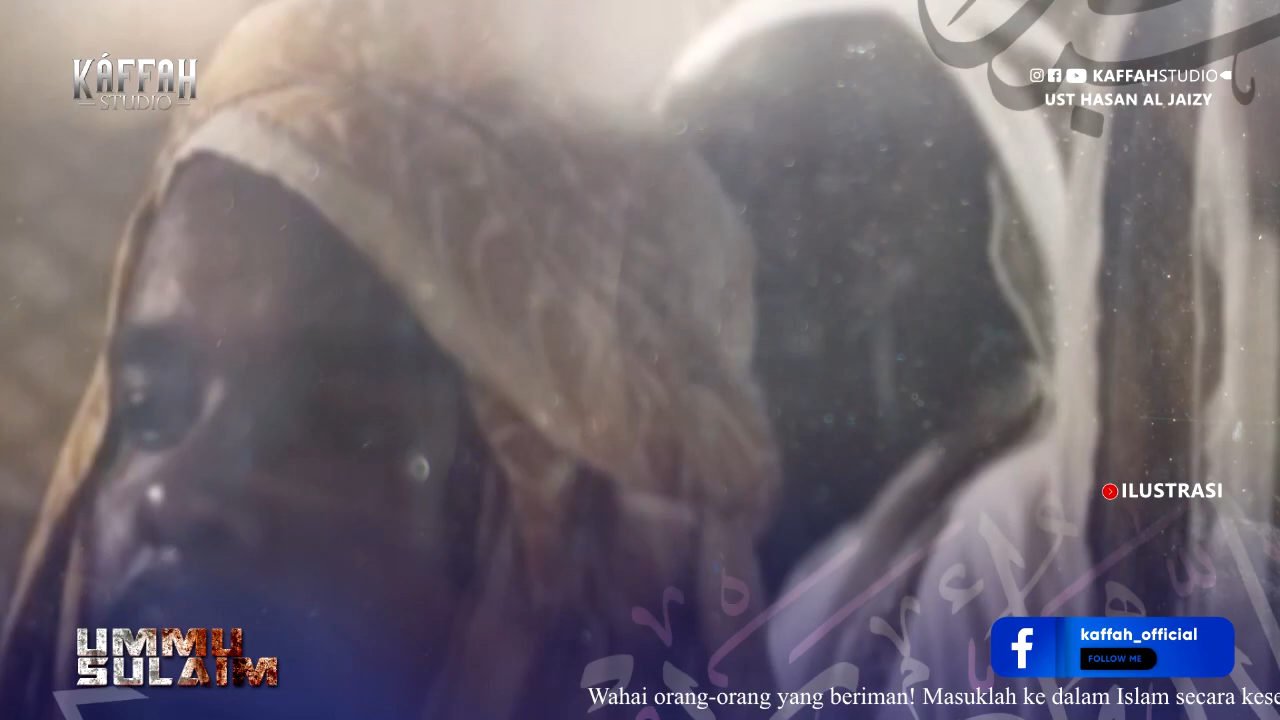 KÁFFAH
STUDIO
KAFFAHSTUDIO
UST HASAN AL JAIZY
ILUSTRASI
UMMU
SULAIM
kaffah_official
FOLLOW ME
Wahai orang-orang yang beriman! Masuklah ke dalam Islam secara